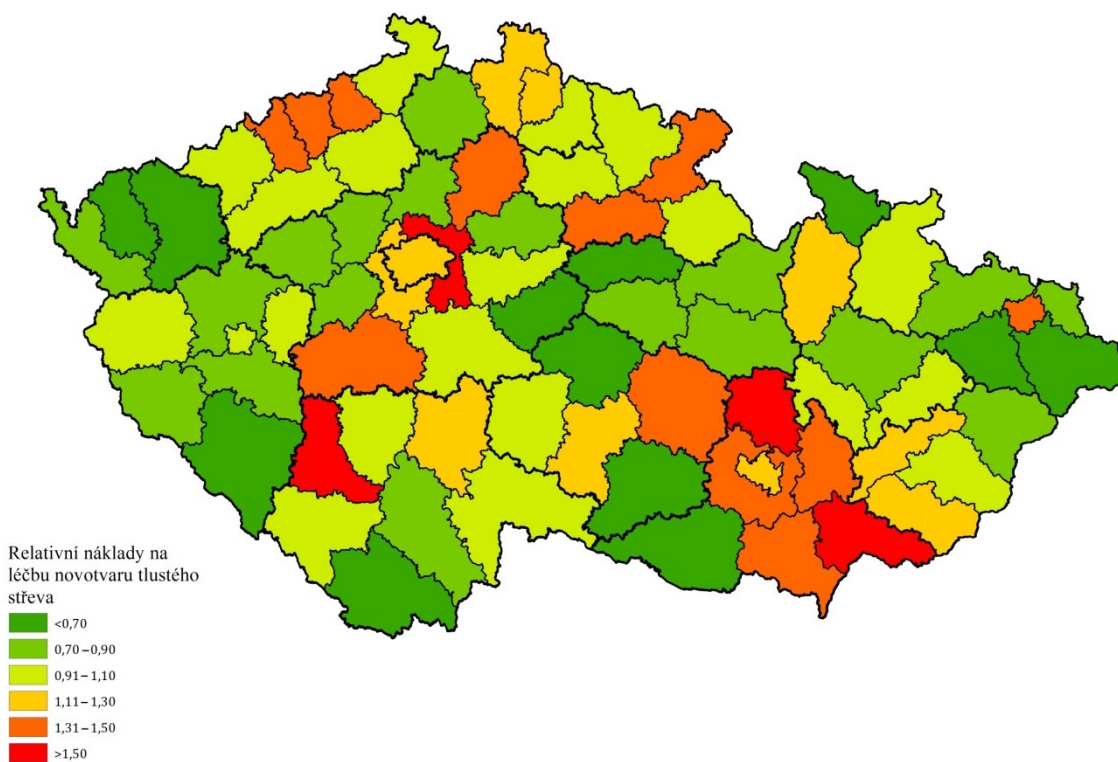 Relativní náklady na
léčbu novotvaru tlustého
střeva
<0,70
0,70–0,90
0,91–1,10
1,11–1,30
1,31–1,50
>1,50